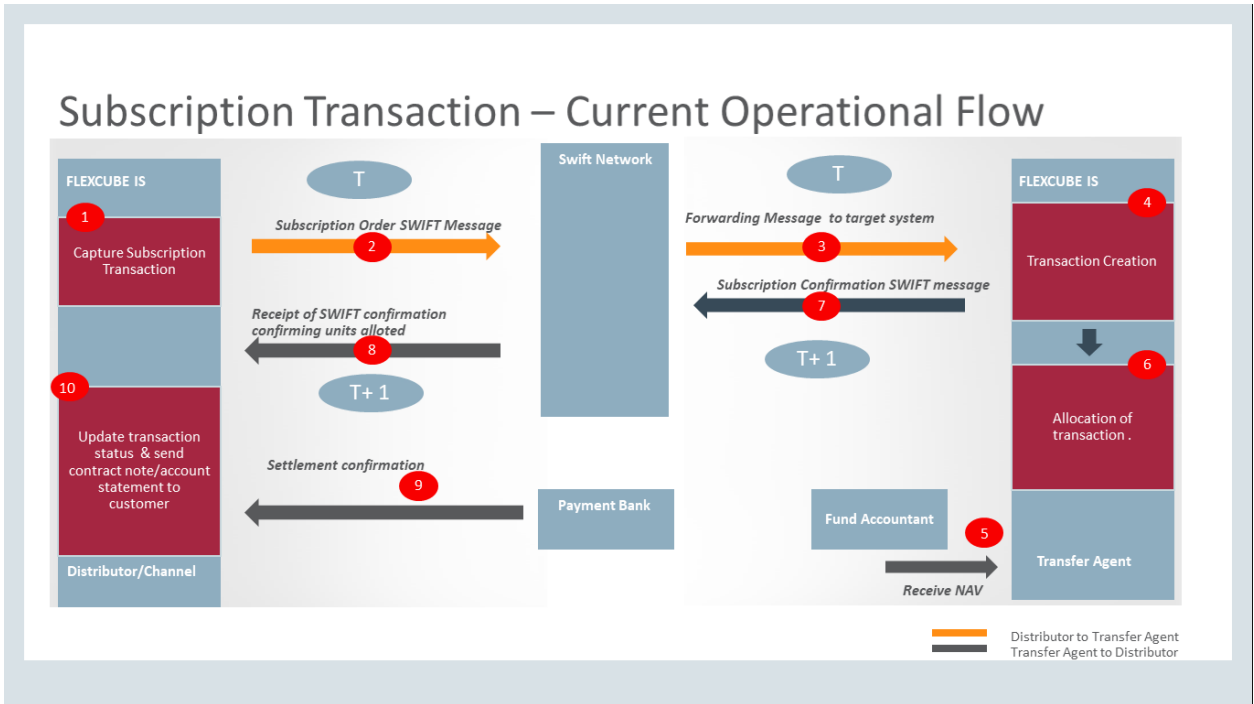 Subscription Transaction – Current Operational Flow
FLEXCUBE IS
1
Capture Subscription
Transaction
T
Subscription Order SWIFT Message
2
Receipt of SWIFT confirmation
confirming units alloted
8
T+ 1
10
Update transaction
status & send
contract note/account
statement to
customer
Settlement confirmation
9
Distributor/Channel
Swift Network
Payment Bank
T
Forwarding Message to target system
3
Subscription Confirmation SWIFT message
7
T+ 1
Fund Accountant
5
Receive NAV
FLEXCUBE IS
4
Transaction Creation
6
Allocation of
transaction .
Transfer Agent
Distributor to Transfer Agent
Transfer Agent to Distributor